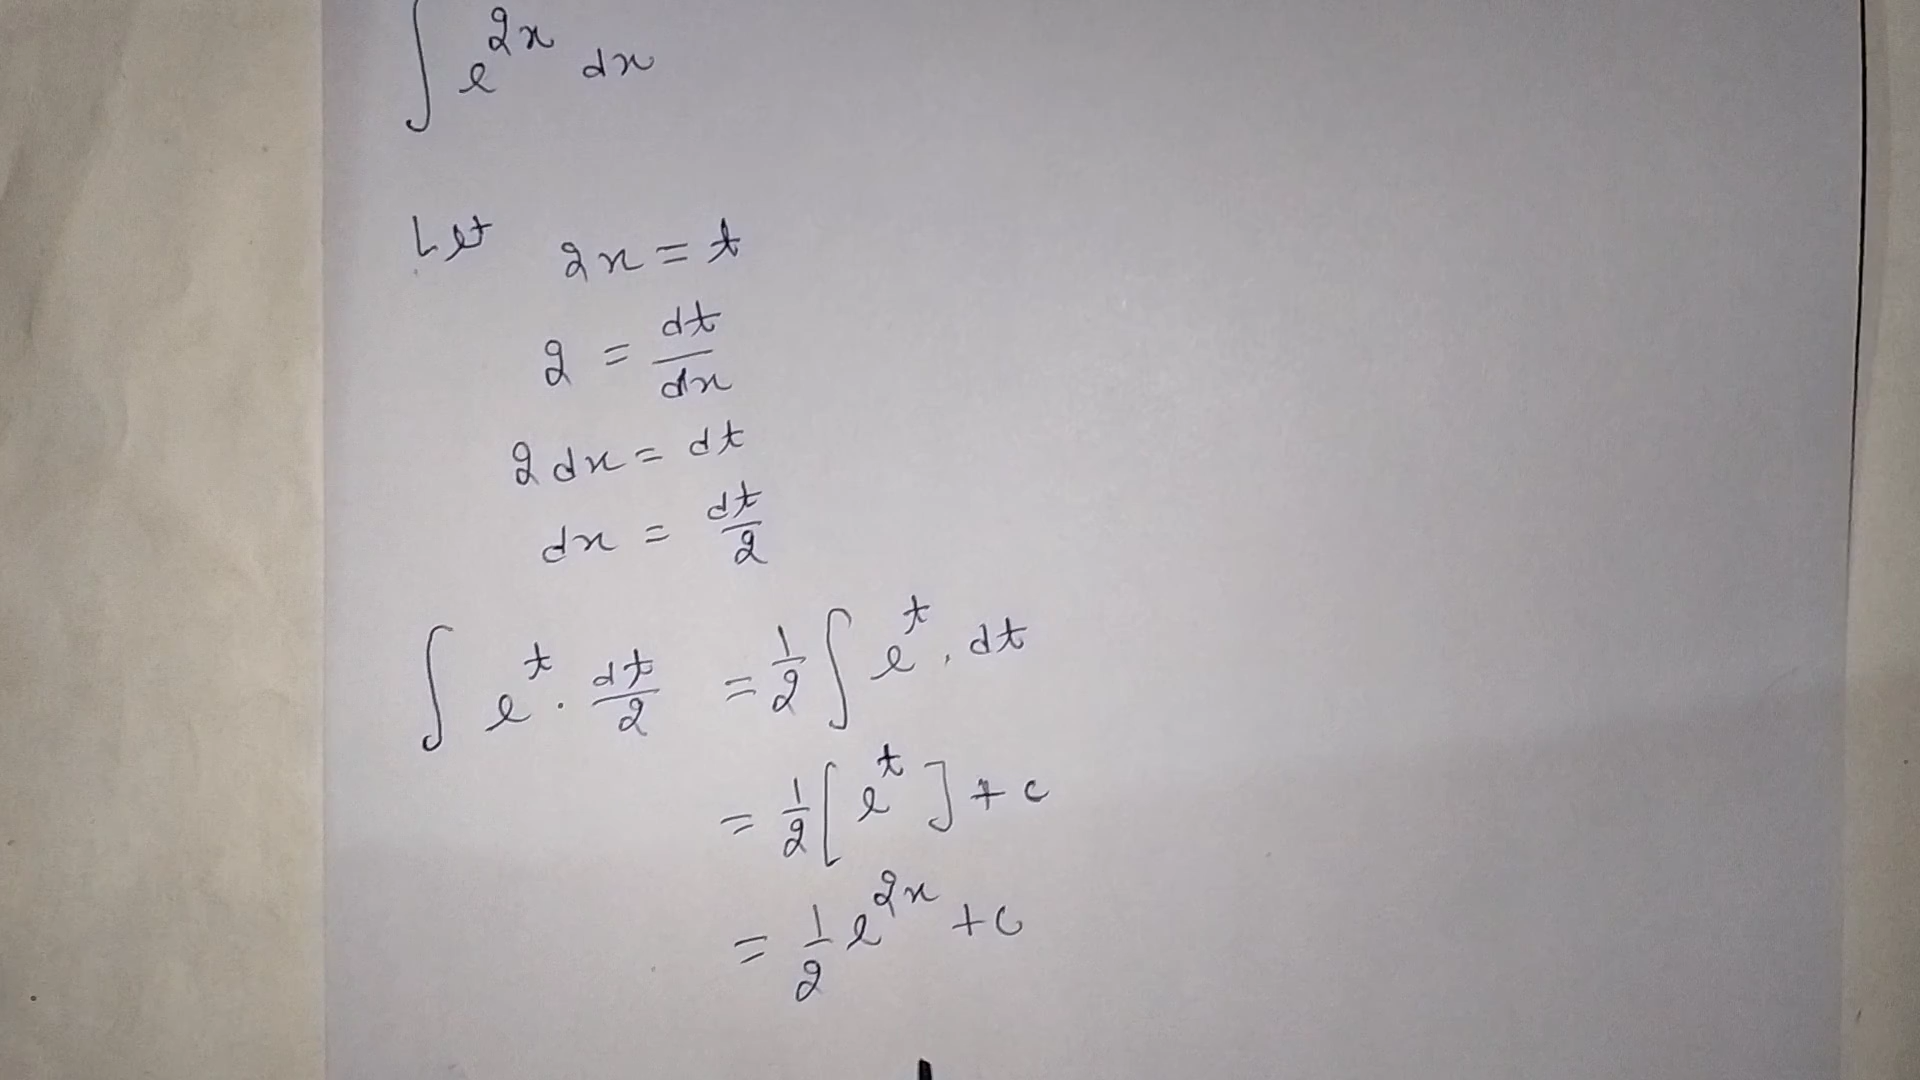 ∫ e^{2x} dx
Let 2x = t
2 = dt/dx
2 dx = dt
dx = dt/2
∫ e^t . dt/2 = 1/2 ∫ e^t . dt
= 1/2 [e^t] + c
= 1/2 e^{2x} + c